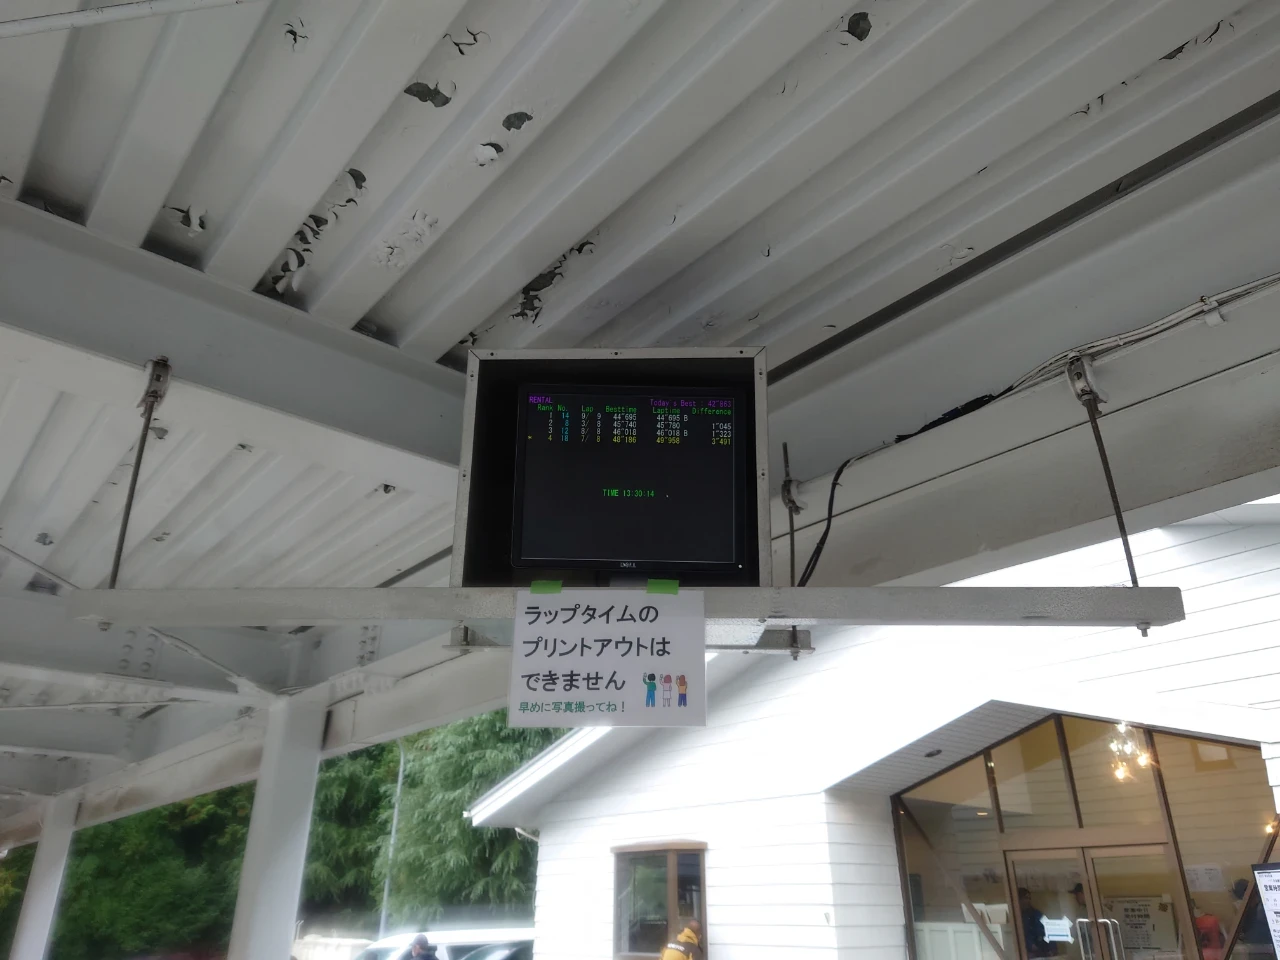 RENTAL Today's Best : 42"663
Rank No. Lap Besttime Laptime Difference
1 14 9/ 9 44"695 44"695 B
2 8 3/ 8 45"740 45"780 1"045
3 12 8/ 8 46"018 46"018 B 1"323
4 18 7/ 8 48"186 49"958 3"491
TIME 13:30:14
ラップタイムの
プリントアウトは
できません
早めに写真撮ってね！